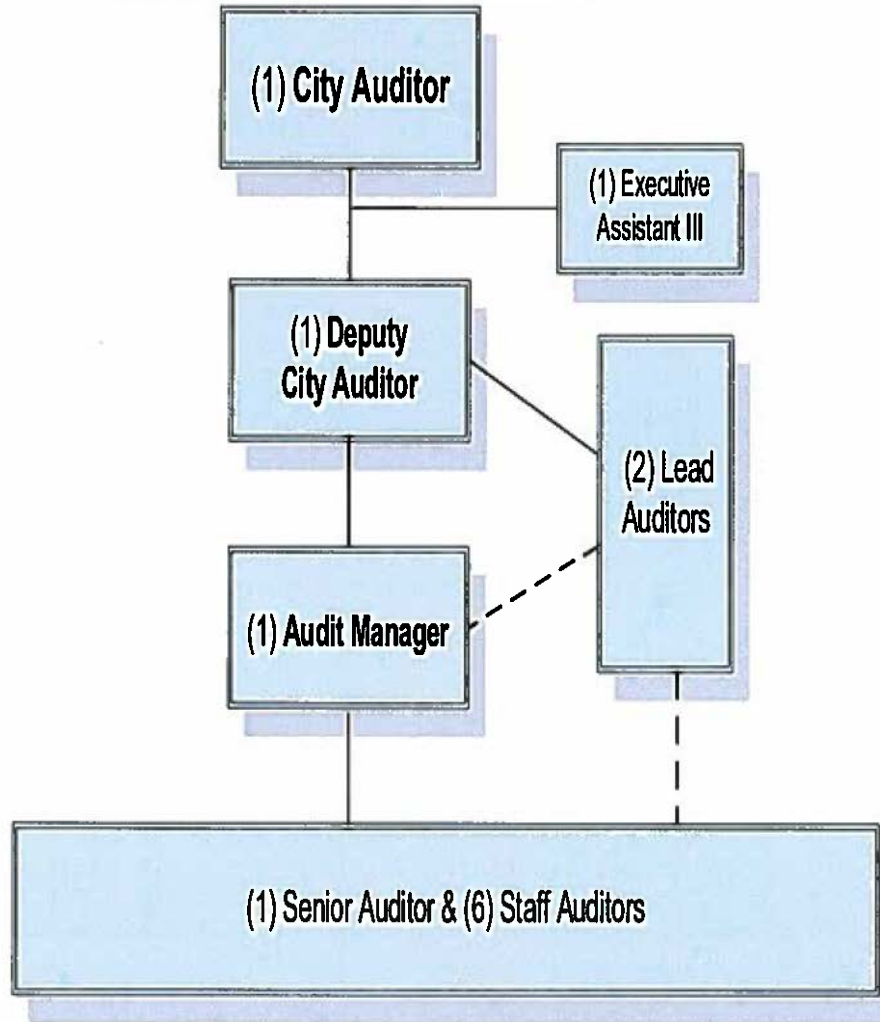 (1) City Auditor
(1) Executive
Assistant III
(1) Deputy
City Auditor
(2) Lead
Auditors
(1) Audit Manager
(1) Senior Auditor & (6) Staff Auditors